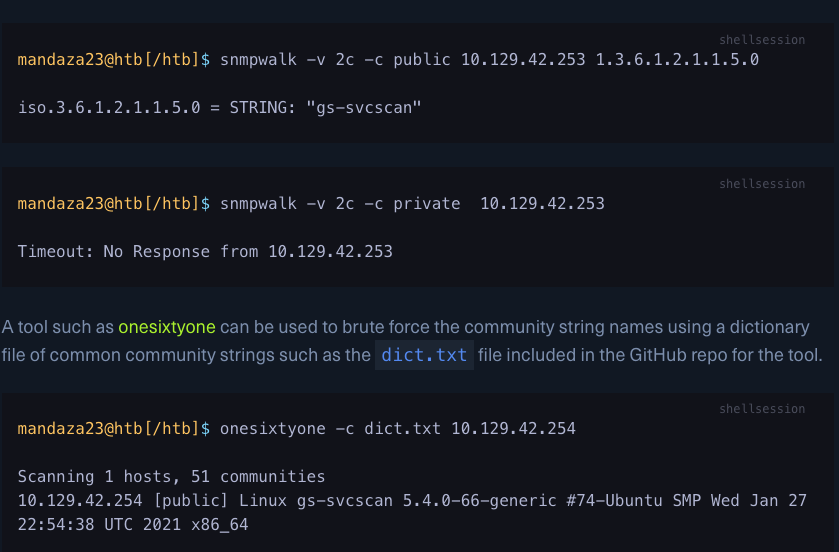 shellsession
mandaza23@htb[/htb]$ snmpwalk -v 2c -c public 10.129.42.253 1.3.6.1.2.1.1.5.0
iso.3.6.1.2.1.1.5.0 = STRING: "gs-svcscan"
shellsession
mandaza23@htb[/htb]$ snmpwalk -v 2c -c private  10.129.42.253
Timeout: No Response from 10.129.42.253
A tool such as onesixtyone can be used to brute force the community string names using a dictionary
file of common community strings such as the dict.txt file included in the GitHub repo for the tool.
shellsession
mandaza23@htb[/htb]$ onesixtyone -c dict.txt 10.129.42.254
Scanning 1 hosts, 51 communities
10.129.42.254 [public] Linux gs-svcscan 5.4.0-66-generic #74-Ubuntu SMP Wed Jan 27
22:54:38 UTC 2021 x86_64